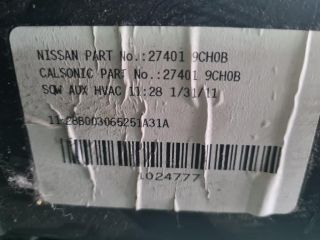 NISSAN PART No.:27401 9CH0B
CALSONIC PART No.:27401 9CH0B
SQW AUX HVAC 11:28 1/31/11
11-28B003065251A31A
1024777